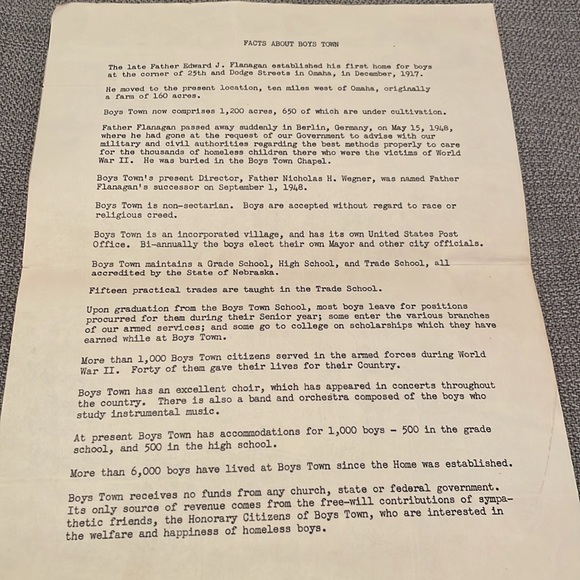 FACTS ABOUT BOYS TOWN
The late Father Edward J. Flanagan established his first home for boys
at the corner of 25th and Dodge Streets in Omaha, in December, 1917.
He moved to the present location, ten miles west of Omaha, originally
a farm of 160 acres.
Boys Town now comprises 1,200 acres, 650 of which are under cultivation.
Father Flanagan passed away suddenly in Berlin, Germany, on May 15, 1948,
where he had gone at the request of our Government to advise with our
military and civil authorities regarding the best methods properly to care
for the thousands of homeless children there who were the victims of World
War II. He was buried in the Boys Town Chapel.
Boys Town's present Director, Father Nicholas H. Wegner, was named Father
Flanagan's successor on September 1, 1948.
Boys Town is non-sectarian. Boys are accepted without regard to race or
religious creed.
Boys Town is an incorporated village, and has its own United States Post
Office. Bi-annually the boys elect their own Mayor and other city officials.
Boys Town maintains a Grade School, High School, and Trade School, all
accredited by the State of Nebraska.
Fifteen practical trades are taught in the Trade School.
Upon graduation from the Boys Town School, most boys leave for positions
procurred for them during their Senior year; some enter the various branches
of our armed services; and some go to college on scholarships which they have
earned while at Boys Town.
More than 1,000 Boys Town citizens served in the armed forces during World
War II. Forty of them gave their lives for their Country.
Boys Town has an excellent choir, which has appeared in concerts throughout
the country. There is also a band and orchestra composed of the boys who
study instrumental music.
At present Boys Town has accommodations for 1,000 boys - 500 in the grade
school, and 500 in the high school.
More than 6,000 boys have lived at Boys Town since the Home was established.
Boys Town receives no funds from any church, state or federal government.
Its only source of revenue comes from the free-will contributions of sympa-
thetic friends, the Honorary Citizens of Boys Town, who are interested in
the welfare and happiness of homeless boys.